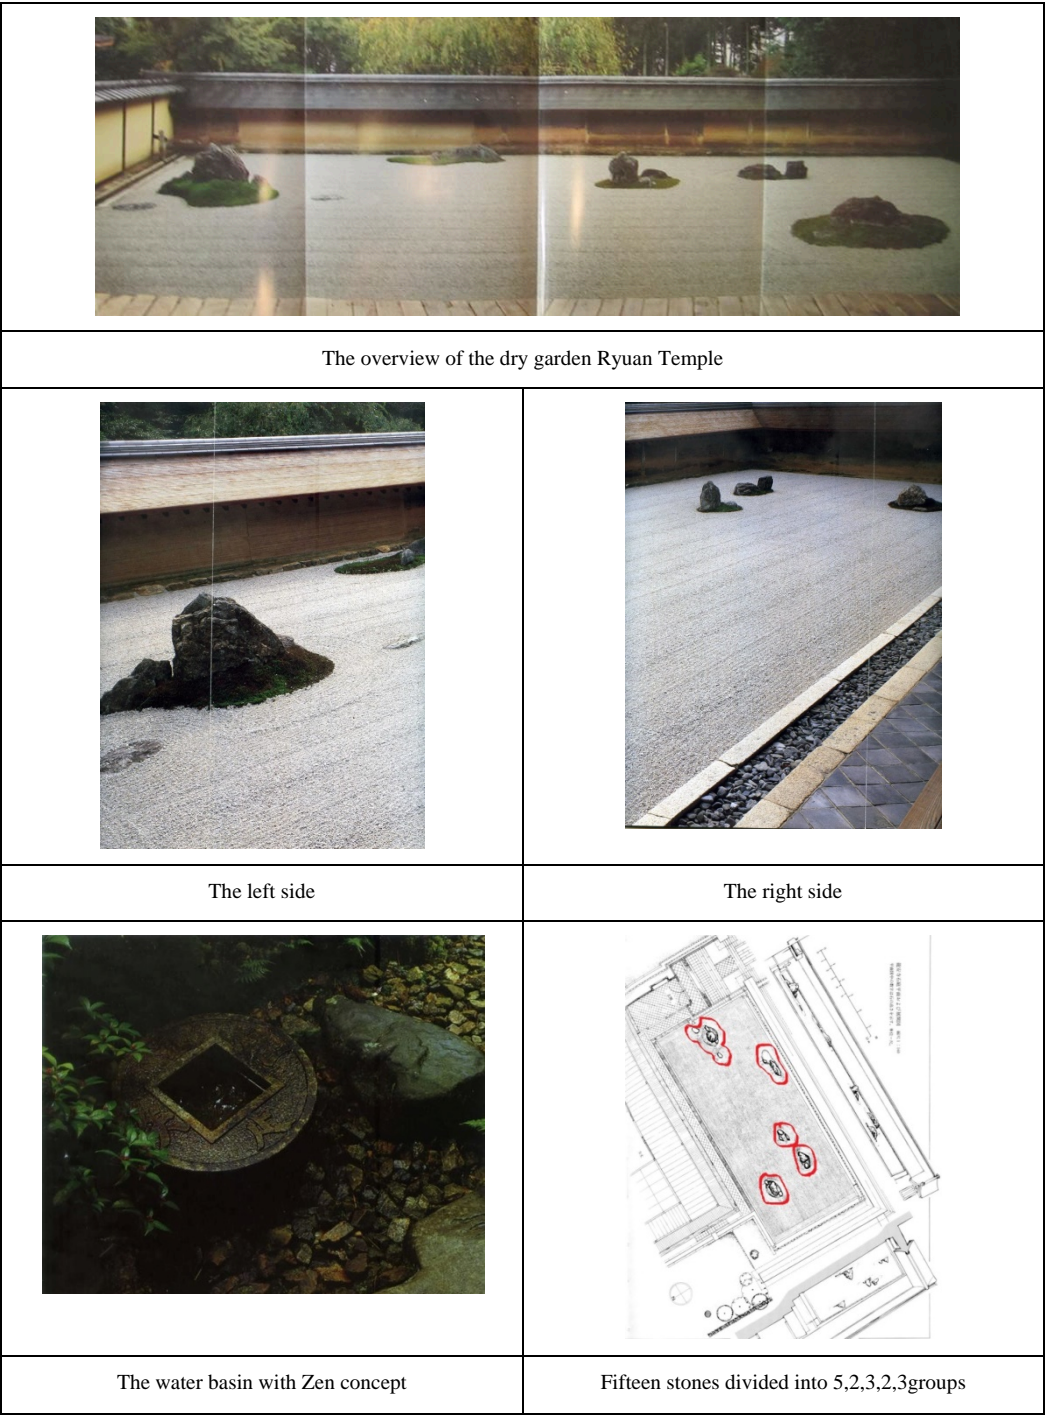 The overview of the dry garden Ryuan Temple
The left side
The right side
The water basin with Zen concept
Fifteen stones divided into 5,2,3,2,3groups